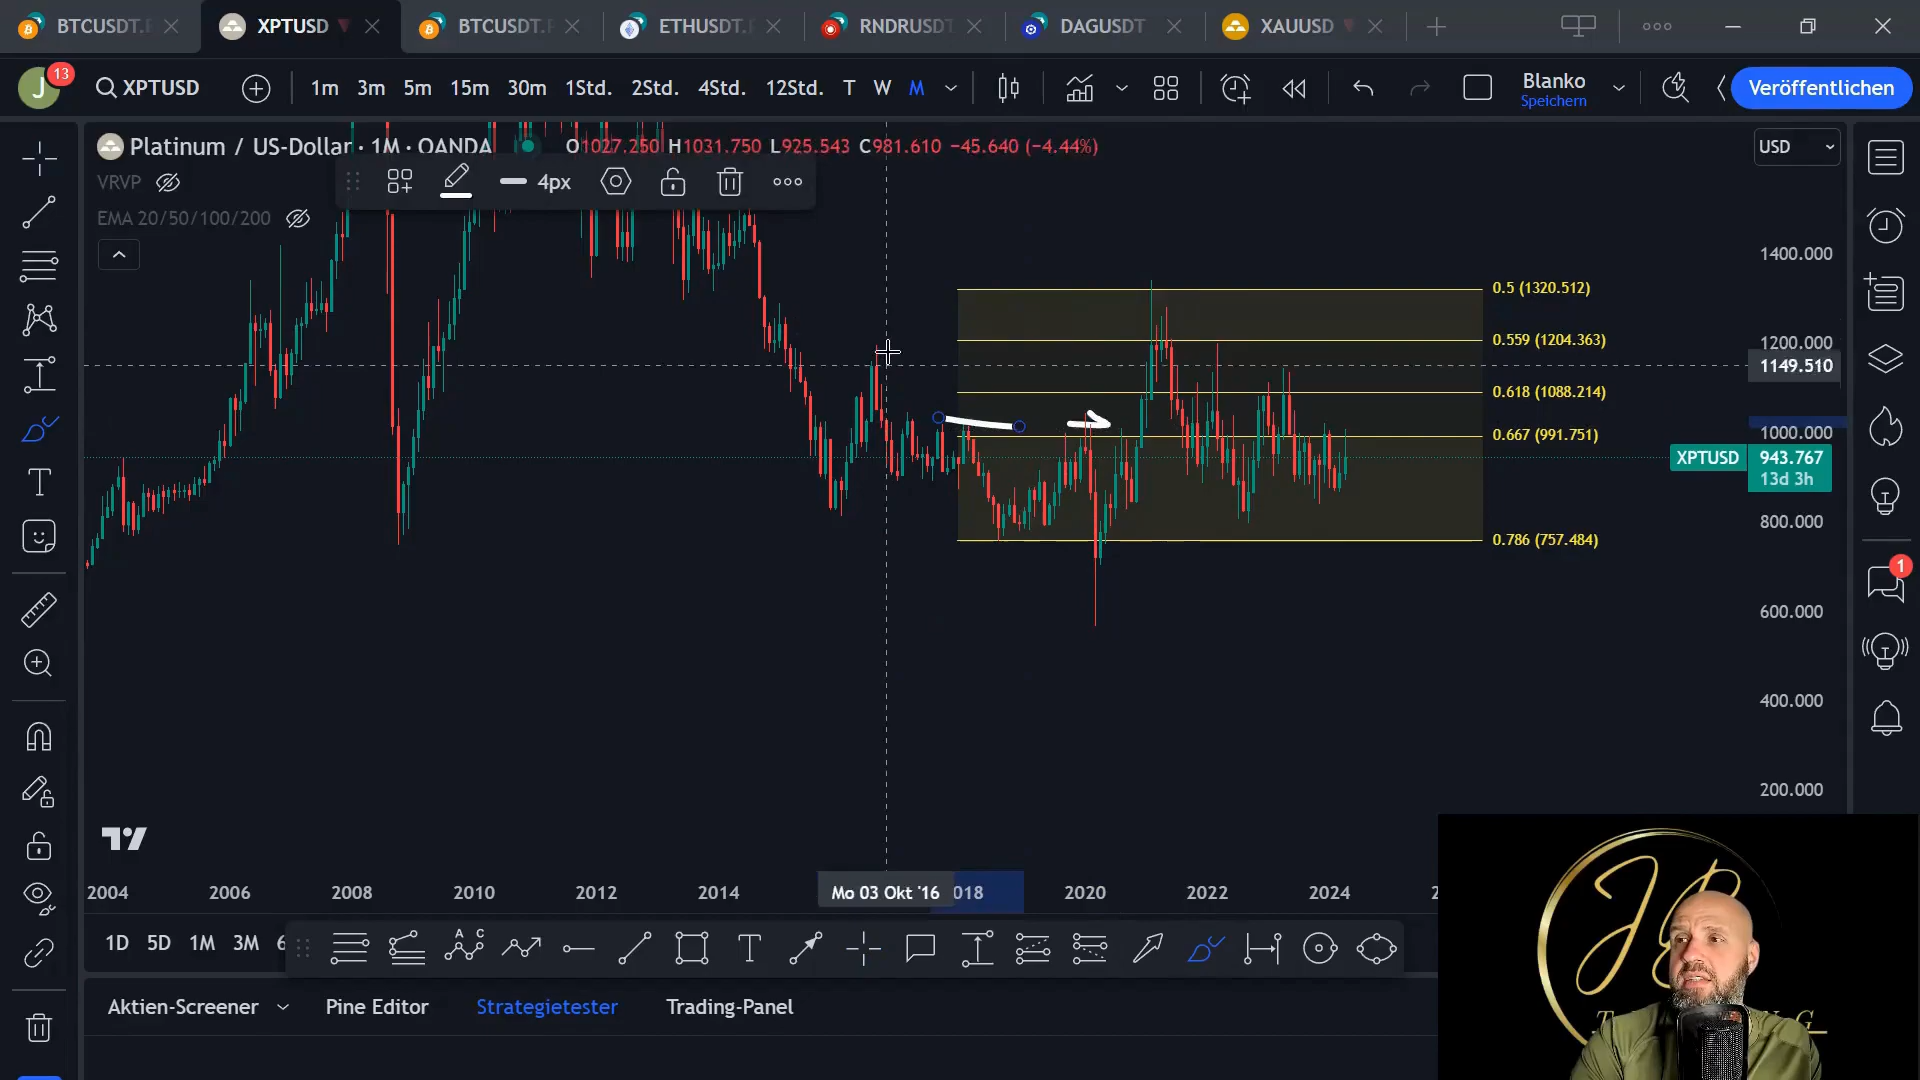 BTCUSDT.
XPTUSD
BTCUSDT.F
ETHUSDT.
RNDRUSDT
DAGUSDT
XAUUSD
J
13
XPTUSD
1m
3m
5m
15m
30m
1Std.
2Std.
4Std.
12Std.
T
W
M
Blanko
Speichern
Veröffentlichen
Platinum / US-Dollar · 1M · OANDA
O1027.250 H1031.750 L925.543 C981.610 −45.640 (−4.44%)
USD
VRVP
4px
EMA 20/50/100/200
1400.000
1200.000
1149.510
1000.000
800.000
600.000
400.000
200.000
0.5 (1320.512)
0.559 (1204.363)
0.618 (1088.214)
0.667 (991.751)
0.786 (757.484)
XPTUSD
943.767
13d 3h
1
2004
2006
2008
2010
2012
2014
Mo 03 Okt '16
018
2020
2022
2024
2
1D
5D
1M
3M
6
A C
T
Aktien-Screener
Pine Editor
Strategietester
Trading-Panel